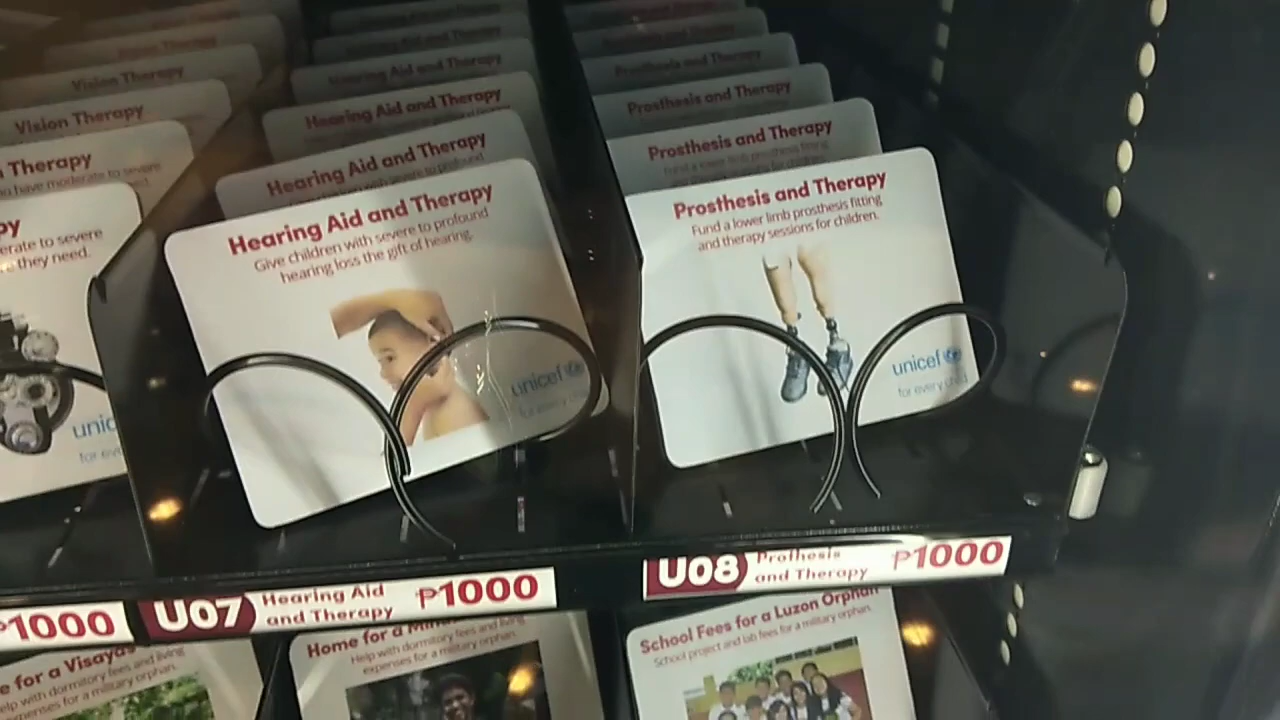 Vision Therapy
Vision Therapy
Therapy
o have moderate to severe
py
erate to severe
they need.
unic
for eve
Hearing Aid and Therapy
Hearing Aid and Therapy
Hearing Aid and Therapy
Hearing Aid and Therapy
Give children with severe to profound
hearing loss the gift of hearing.
unicef
for every child
Prosthesis and Therapy
Prosthesis and Therapy
Prosthesis and Therapy
Prosthesis and Therapy
Fund a lower limb prosthesis fitting
and therapy sessions for children.
unicef
for every child
₱1000
U07 Hearing Aid
and Therapy ₱1000
U08 Prothesis
and Therapy ₱1000
e for a Visayas
elp with dormitory fees and living
expenses for a military orphan.
Home for a
Help with dormitory fees and living
expenses for a military orphan.
School Fees for a Luzon Orphan
School project and lab fees for a military orphan.